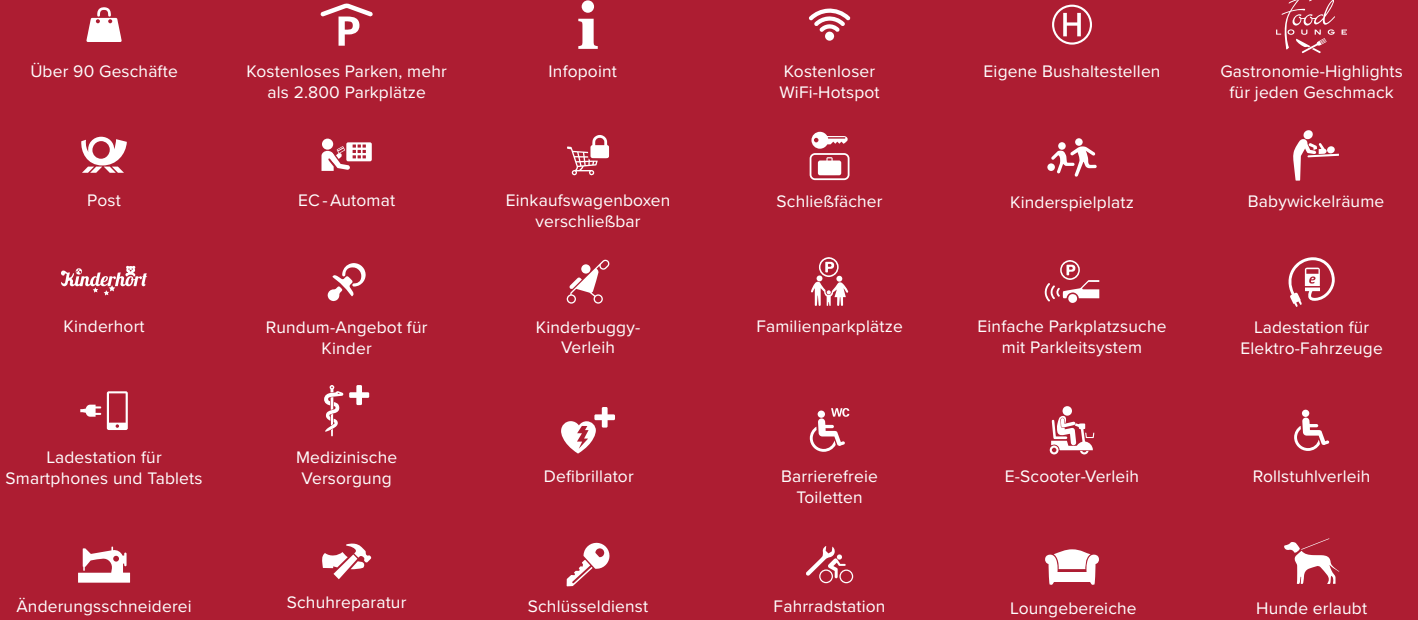 P
i
H
Food
LOUNGE
Über 90 Geschäfte
Kostenloses Parken, mehr
als 2.800 Parkplätze
Infopoint
Kostenloser
WiFi-Hotspot
Eigene Bushaltestellen
Gastronomie-Highlights
für jeden Geschmack
Post
EC-Automat
Einkaufswagenboxen
verschließbar
Schließfächer
Kinderspielplatz
Babywickelräume
Kinderhort
P
P
e
Kinderhort
Rundum-Angebot für
Kinder
Kinderbuggy-
Verleih
Familienparkplätze
Einfache Parkplatzsuche
mit Parkleitsystem
Ladestation für
Elektro-Fahrzeuge
WC
Ladestation für
Smartphones und Tablets
Medizinische
Versorgung
Defibrillator
Barrierefreie
Toiletten
E-Scooter-Verleih
Rollstuhlverleih
Änderungsschneiderei
Schuhreparatur
Schlüsseldienst
Fahrradstation
Loungebereiche
Hunde erlaubt